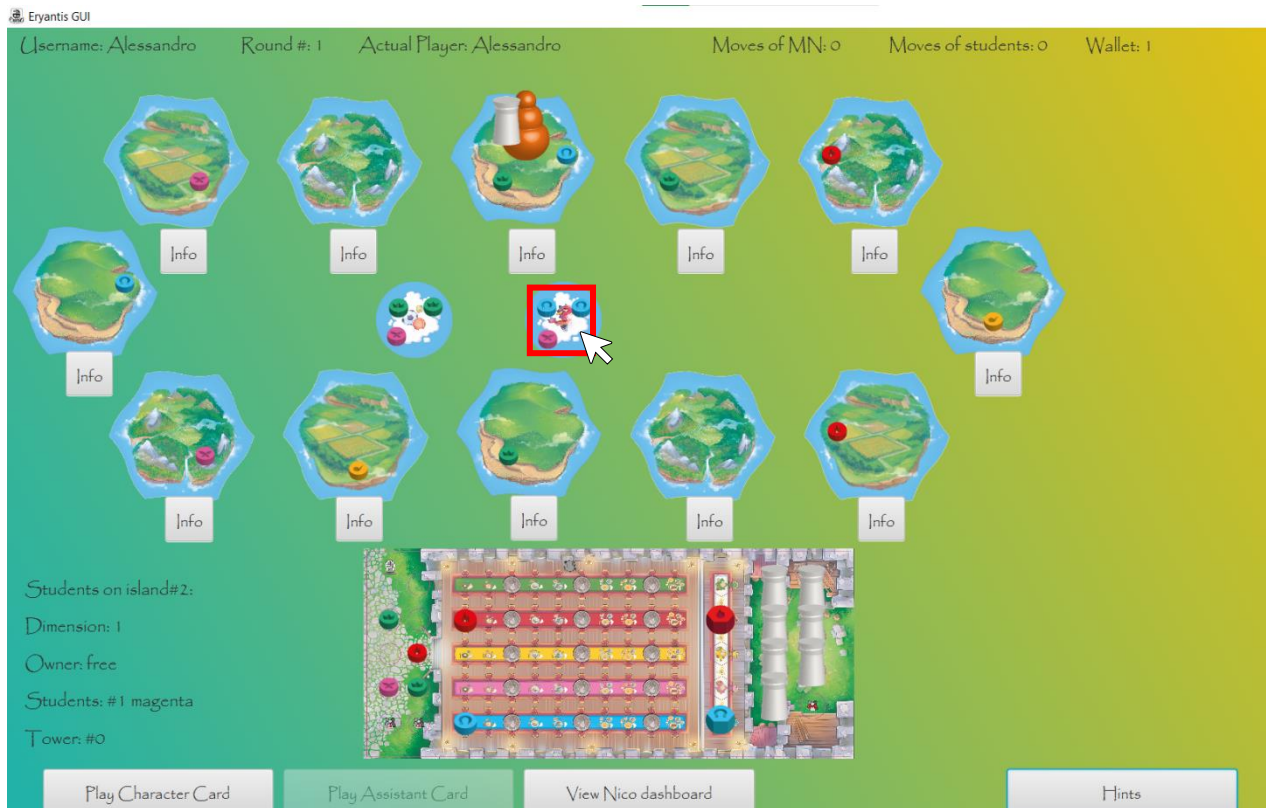 Eryantis GUI
Username: Alessandro Round #: 1 Actual Player: Alessandro Moves of MN: 0 Moves of students: 0 Wallet: 1
Info Info Info Info Info
Info Info
Info Info Info Info Info
Students on island#2:
Dimension: 1
Owner: free
Students: #1 magenta
Tower: #0
Play Character Card Play Assistant Card View Nico dashboard Hints